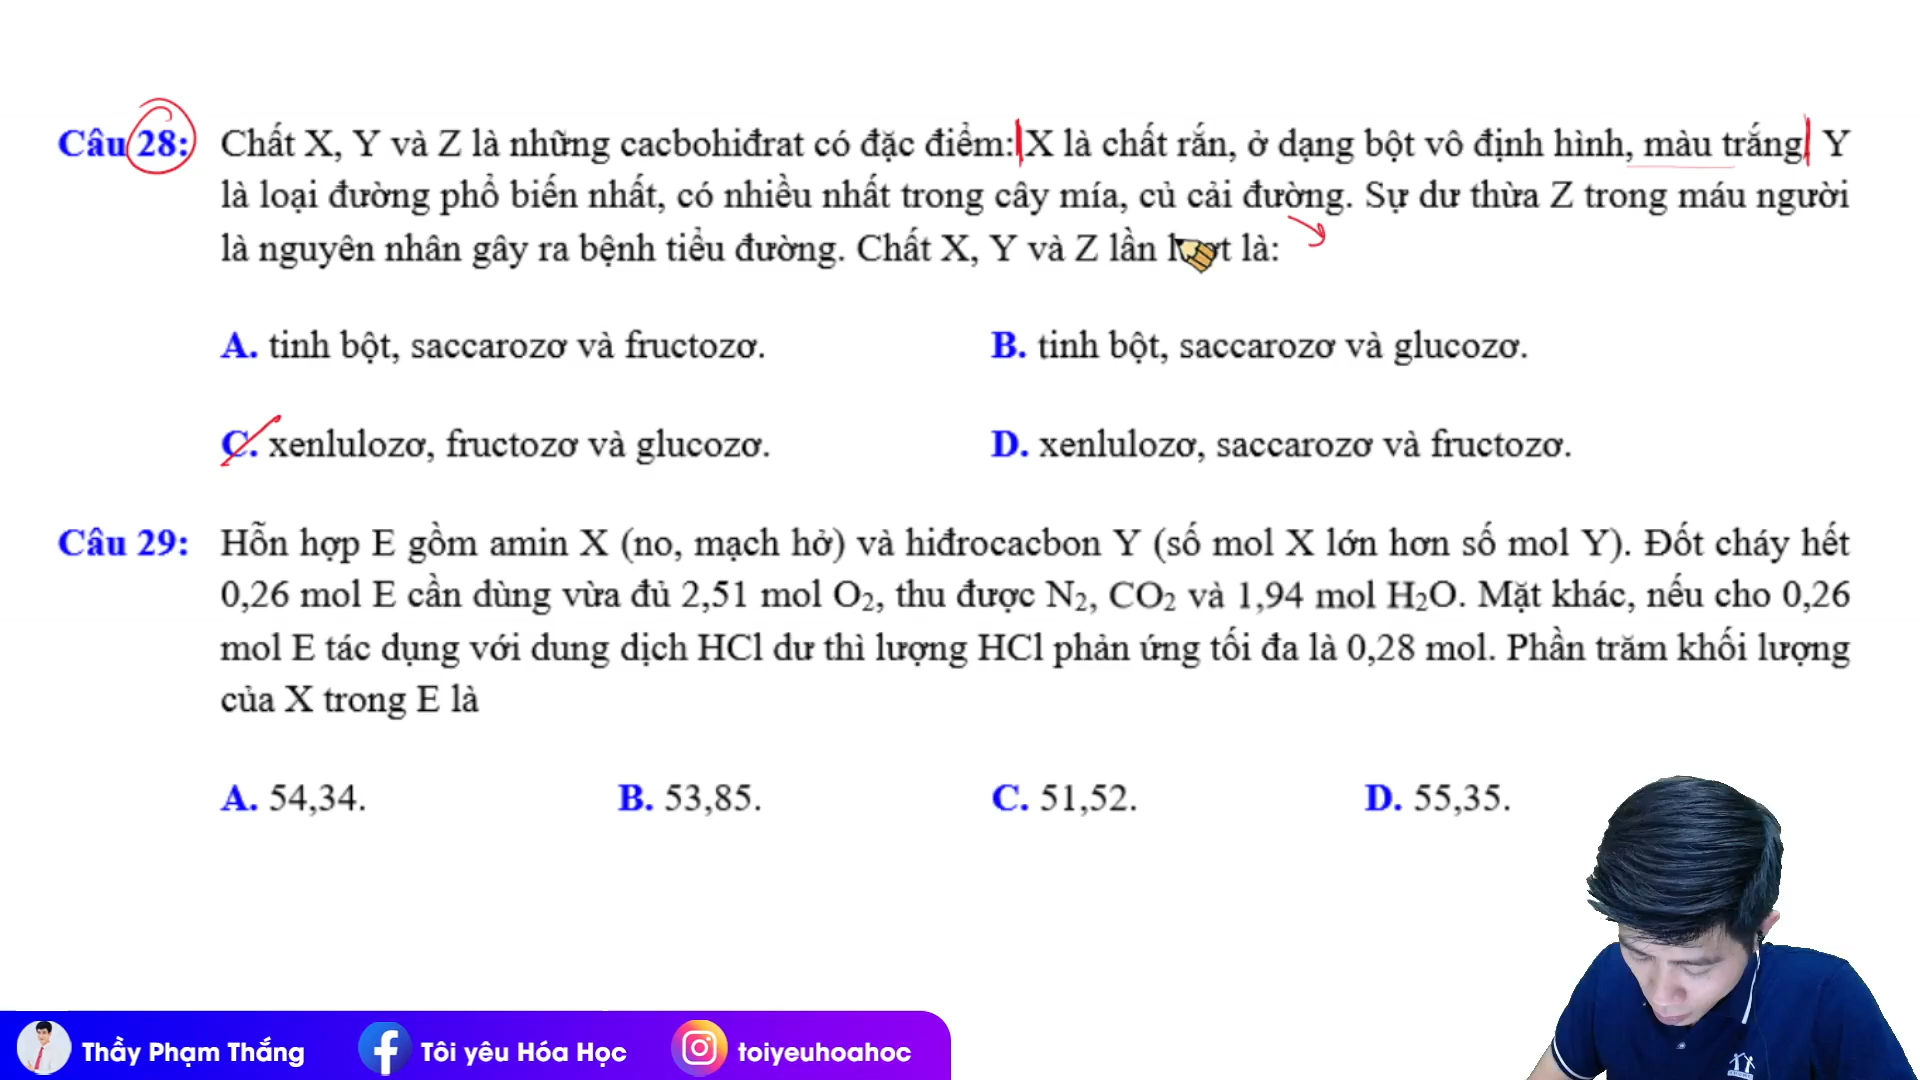 Câu 28: Chất X, Y và Z là những cacbohiđrat có đặc điểm: X là chất rắn, ở dạng bột vô định hình, màu trắng. Y
là loại đường phổ biến nhất, có nhiều nhất trong cây mía, củ cải đường. Sự dư thừa Z trong máu người
là nguyên nhân gây ra bệnh tiểu đường. Chất X, Y và Z lần lượt là:
A. tinh bột, saccarozơ và fructozơ. B. tinh bột, saccarozơ và glucozơ.
C. xenlulozơ, fructozơ và glucozơ. D. xenlulozơ, saccarozơ và fructozơ.
Câu 29: Hỗn hợp E gồm amin X (no, mạch hở) và hiđrocacbon Y (số mol X lớn hơn số mol Y). Đốt cháy hết
0,26 mol E cần dùng vừa đủ 2,51 mol O₂, thu được N₂, CO₂ và 1,94 mol H₂O. Mặt khác, nếu cho 0,26
mol E tác dụng với dung dịch HCl dư thì lượng HCl phản ứng tối đa là 0,28 mol. Phần trăm khối lượng
của X trong E là
A. 54,34. B. 53,85. C. 51,52. D. 55,35.
Thầy Phạm Thắng Tôi yêu Hóa Học toiyeuhoahoc